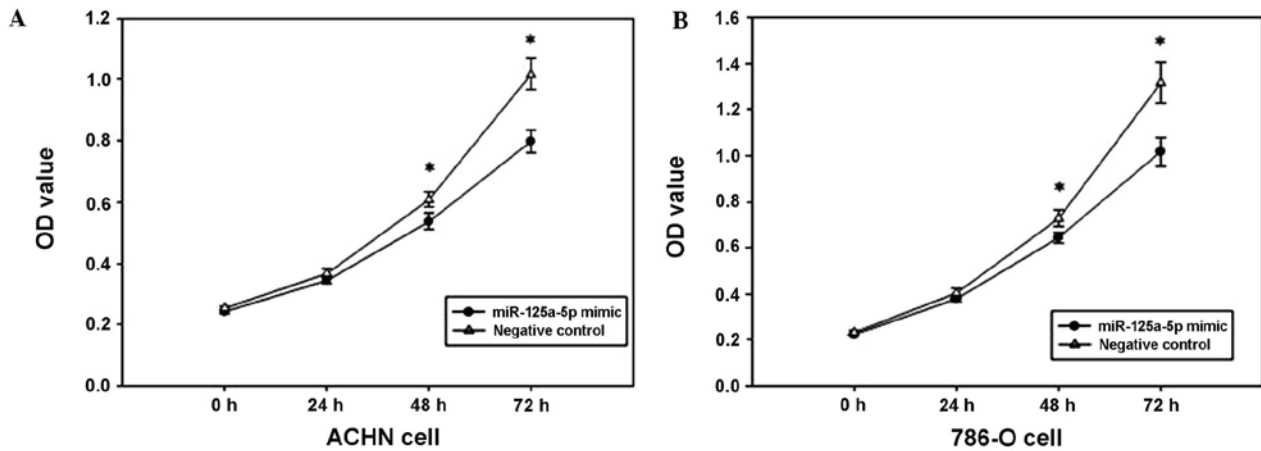 A
1.2
1.0
0.8
0.6
0.4
0.2
0.0
OD value
*
*
miR-125a-5p mimic
Negative control
0 h 24 h 48 h 72 h
ACHN cell
B
1.6
1.4
1.2
1.0
0.8
0.6
0.4
0.2
0.0
OD value
*
*
miR-125a-5p mimic
Negative control
0 h 24 h 48 h 72 h
786-O cell